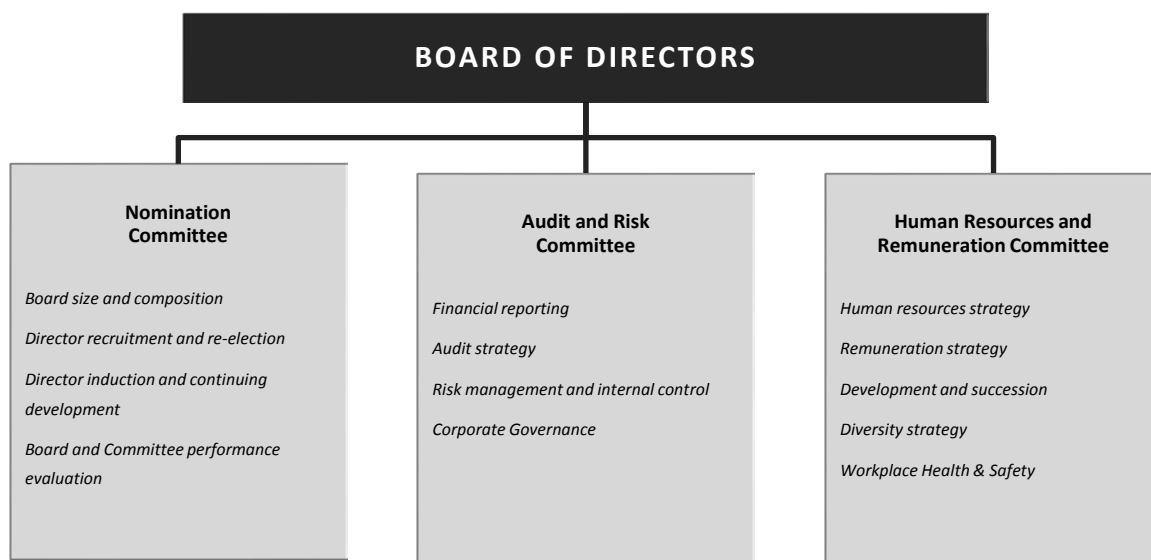 BOARD OF DIRECTORS
Nomination
Committee
Board size and composition
Director recruitment and re-election
Director induction and continuing
development
Board and Committee performance
evaluation
Audit and Risk
Committee
Financial reporting
Audit strategy
Risk management and internal control
Corporate Governance
Human Resources and
Remuneration Committee
Human resources strategy
Remuneration strategy
Development and succession
Diversity strategy
Workplace Health & Safety